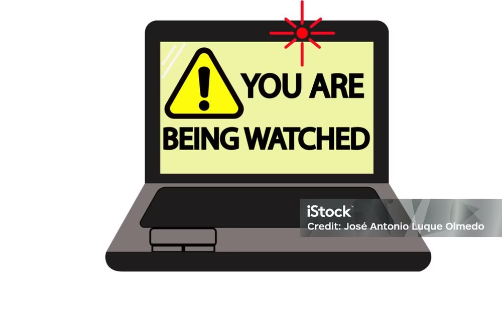 YOU ARE
BEING WATCHED
iStock
Credit: José Antonio Luque Olmedo